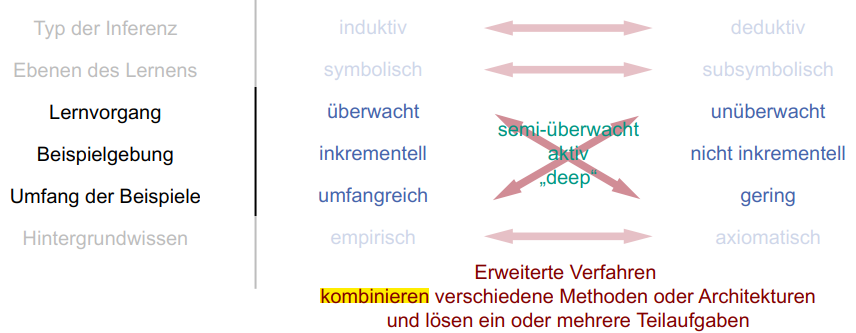 Typ der Inferenz induktiv deduktiv
Ebenen des Lernens symbolisch subsymbolisch
Lernvorgang überwacht unüberwacht
semi-überwacht
Beispielgebung inkrementell aktiv nicht inkrementell
„deep“
Umfang der Beispiele umfangreich gering
Hintergrundwissen empirisch axiomatisch
Erweiterte Verfahren
kombinieren verschiedene Methoden oder Architekturen
und lösen ein oder mehrere Teilaufgaben